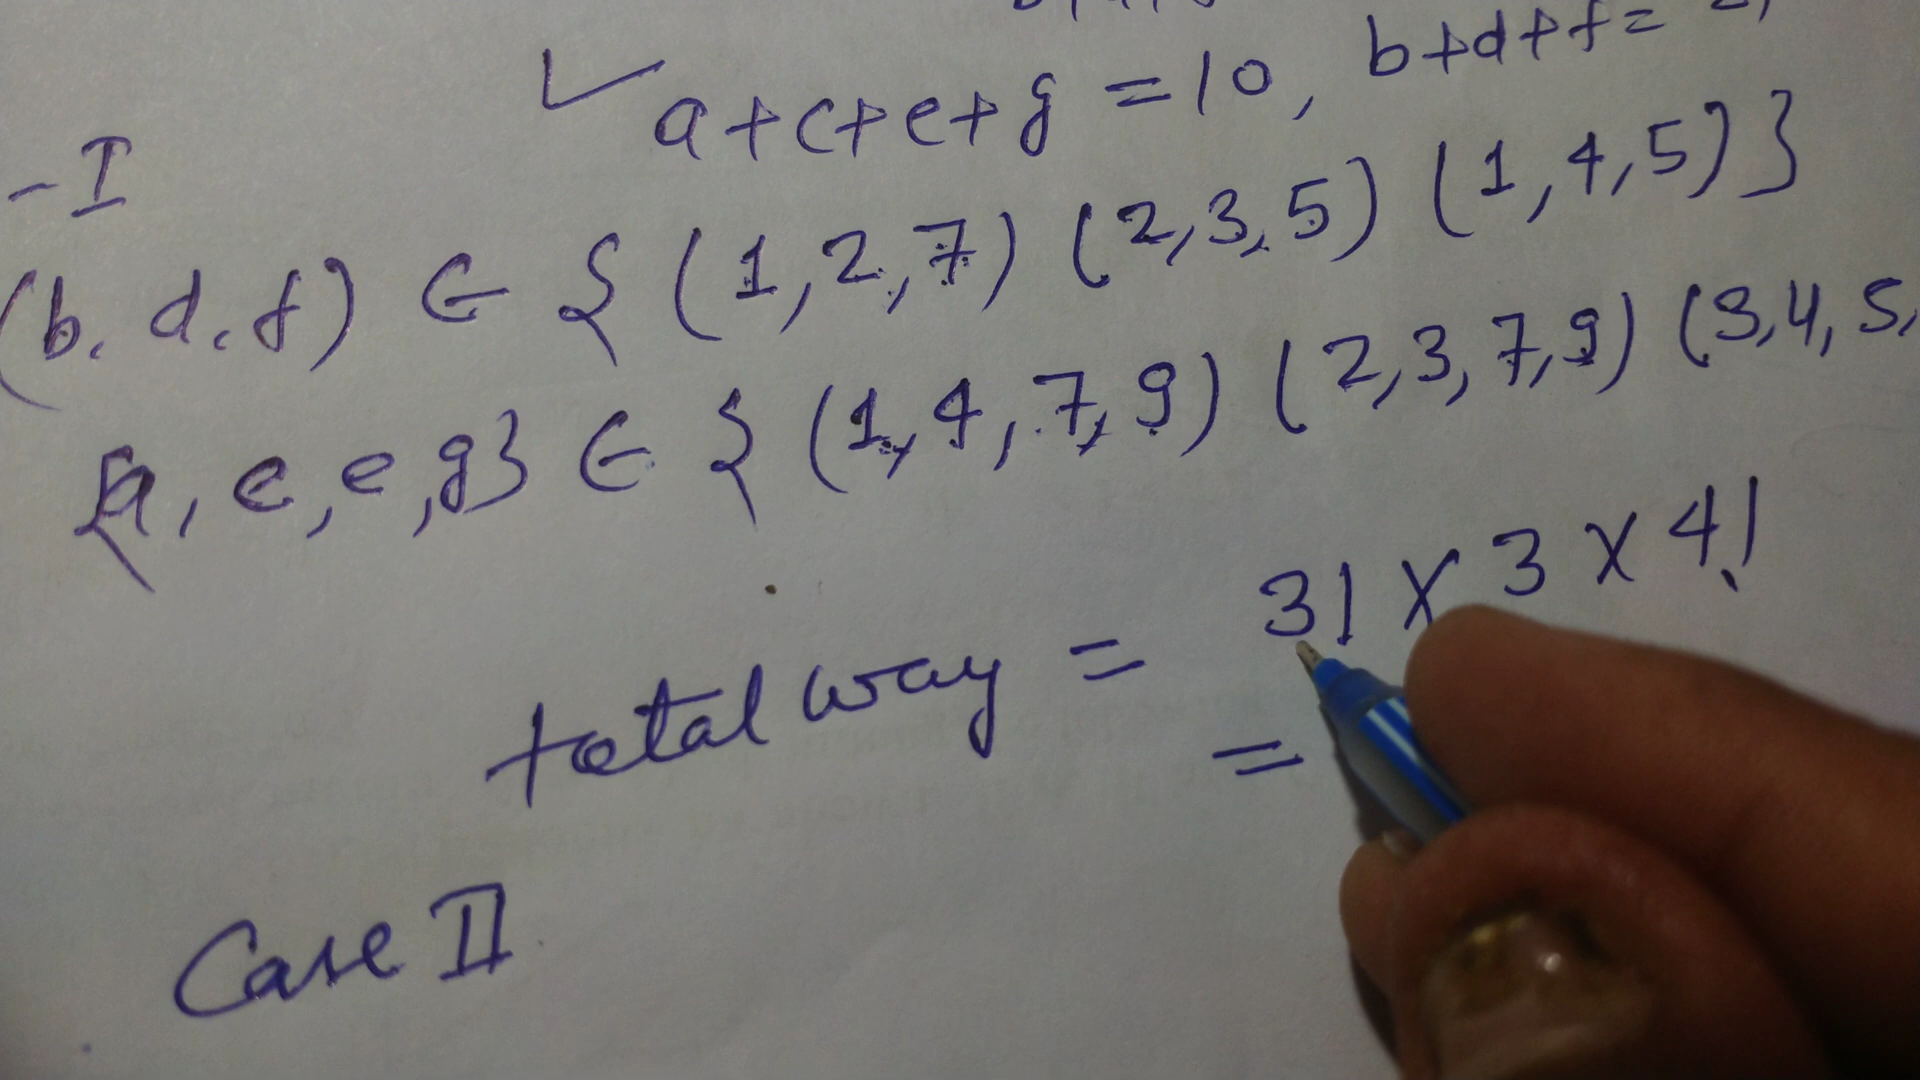 a+c+e+g = 10, b+d+f =
- I
(b, d, f) ∈ { (1,2,7) (2,3,5) (1,4,5) }
{a, c, e, g} ∈ { (1,4,7,9) (2,3,7,9) (3,4,5,
total way = 3! × 3 × 4!
=
Case II